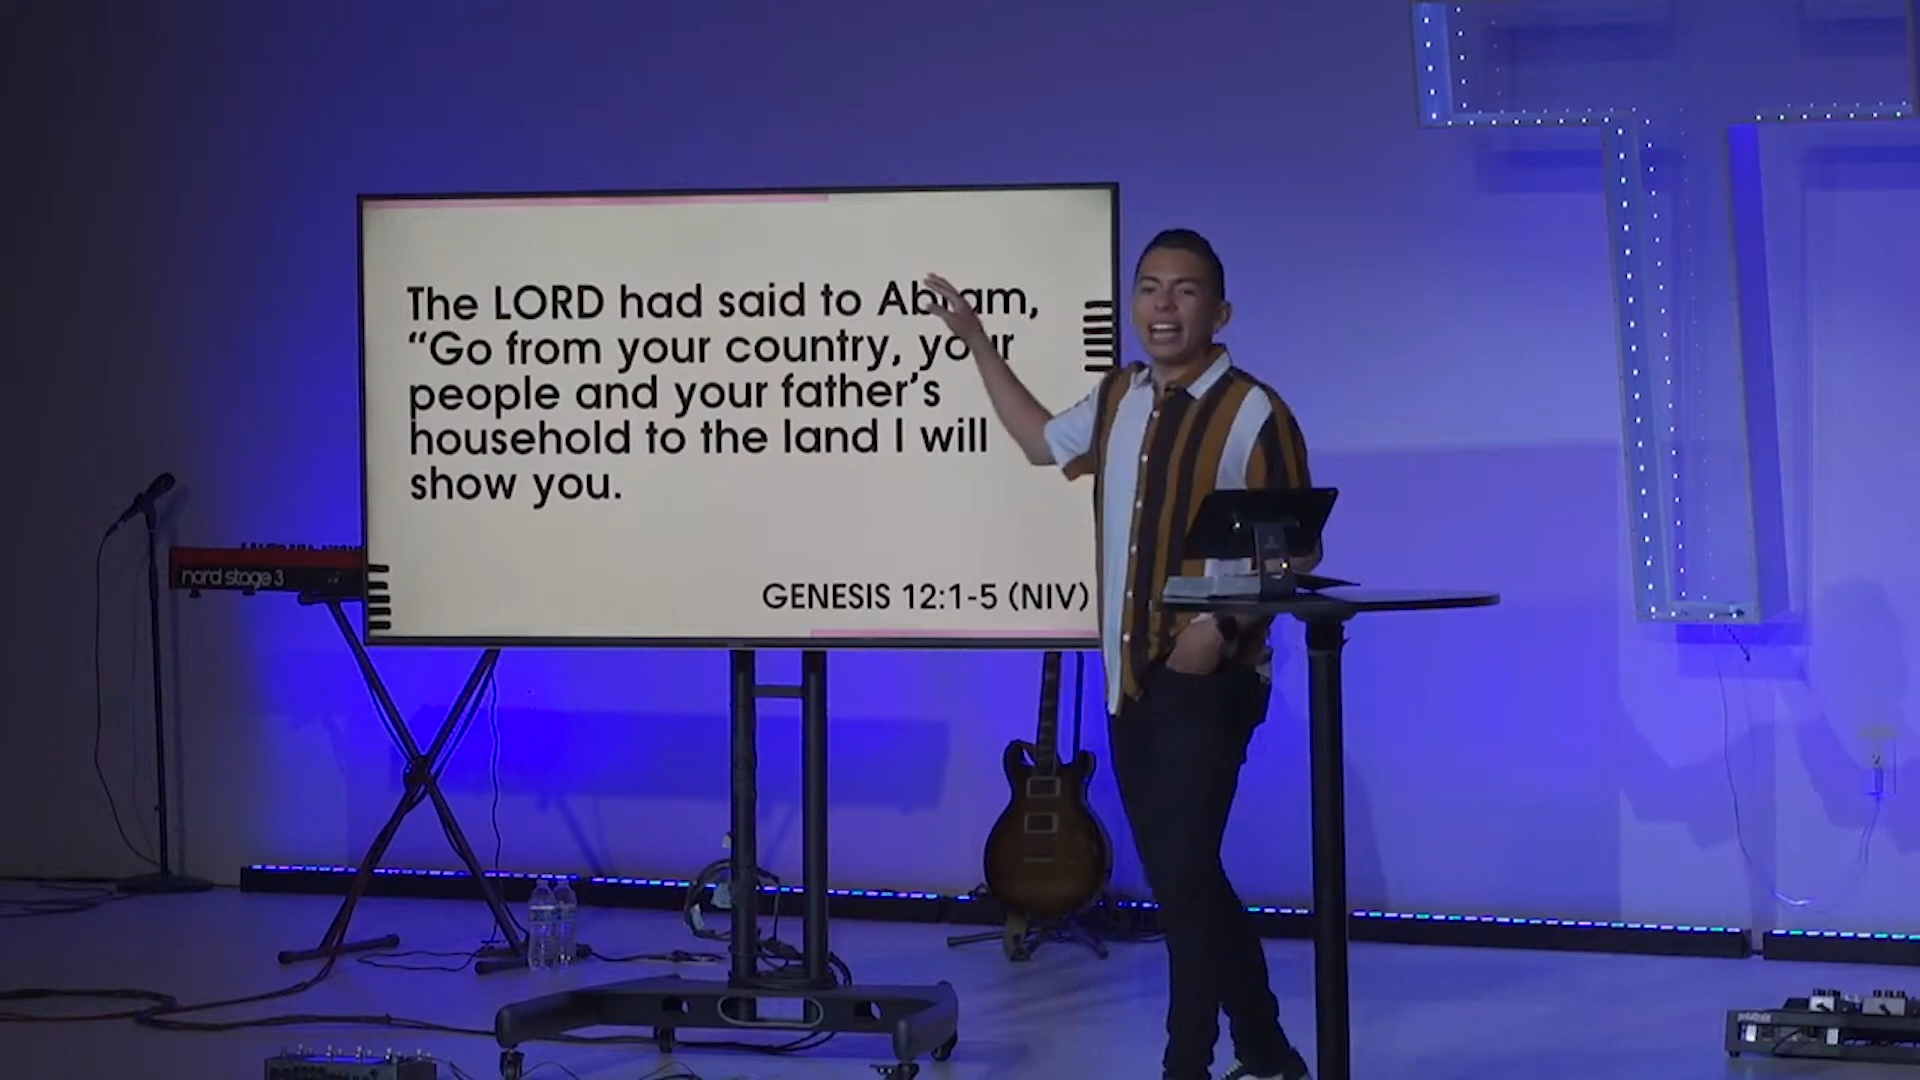 The LORD had said to Abram,
“Go from your country, your
people and your father’s
household to the land I will
show you.
GENESIS 12:1-5 (NIV)
nord stage 3